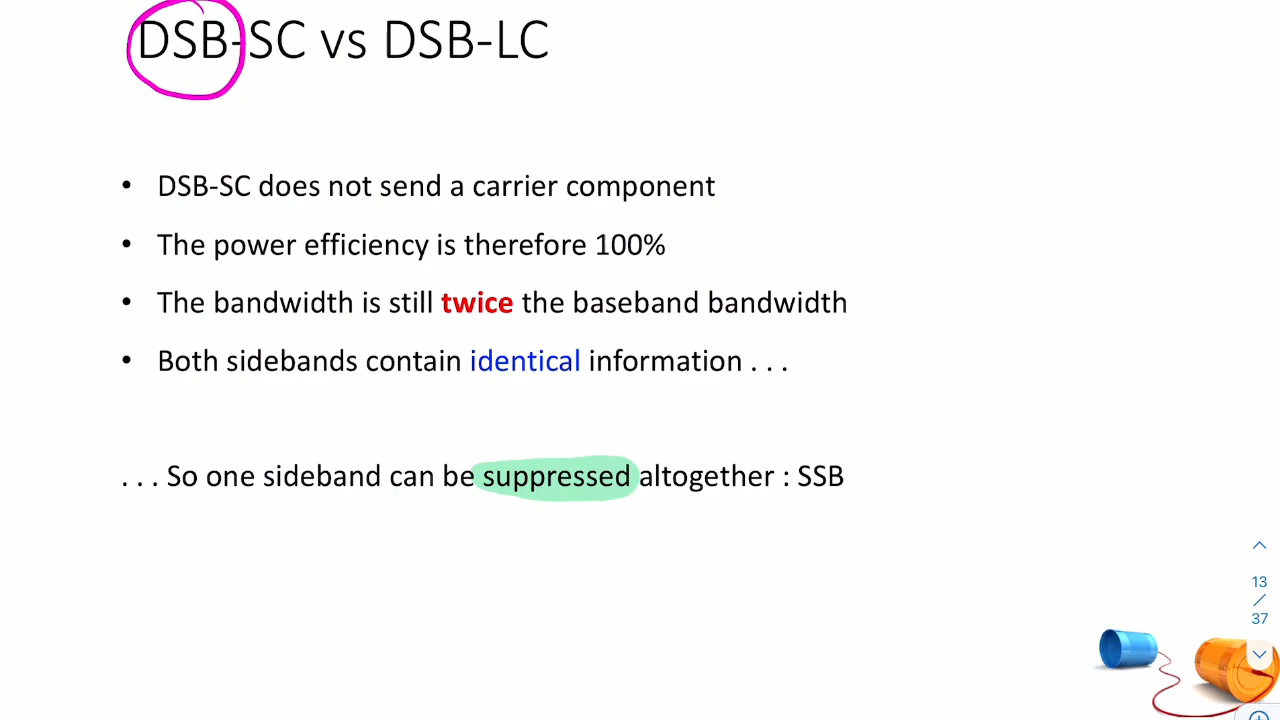 DSB-SC vs DSB-LC
• DSB-SC does not send a carrier component
• The power efficiency is therefore 100%
• The bandwidth is still twice the baseband bandwidth
• Both sidebands contain identical information . . .
. . . So one sideband can be suppressed altogether : SSB
13
/
37